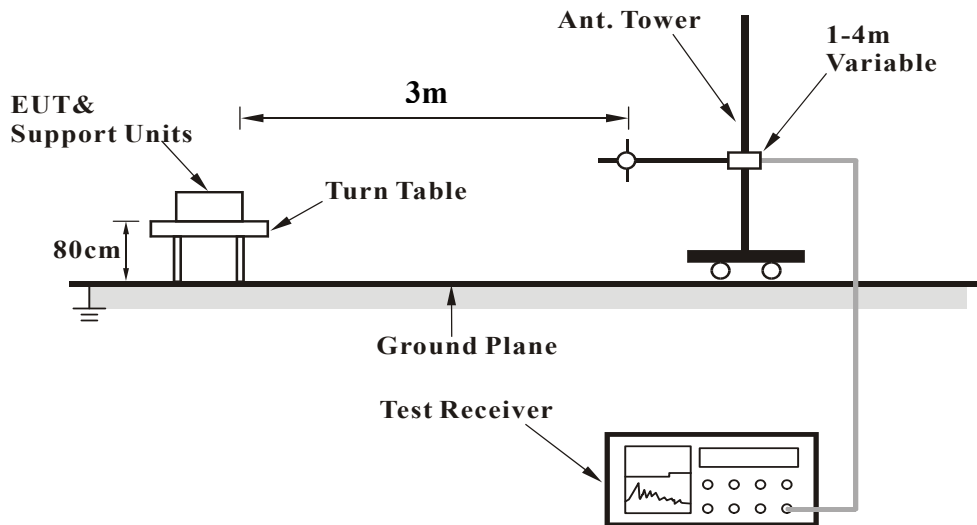 Ant. Tower
1-4m
Variable
3m
EUT&
Support Units
Turn Table
80cm
Ground Plane
Test Receiver